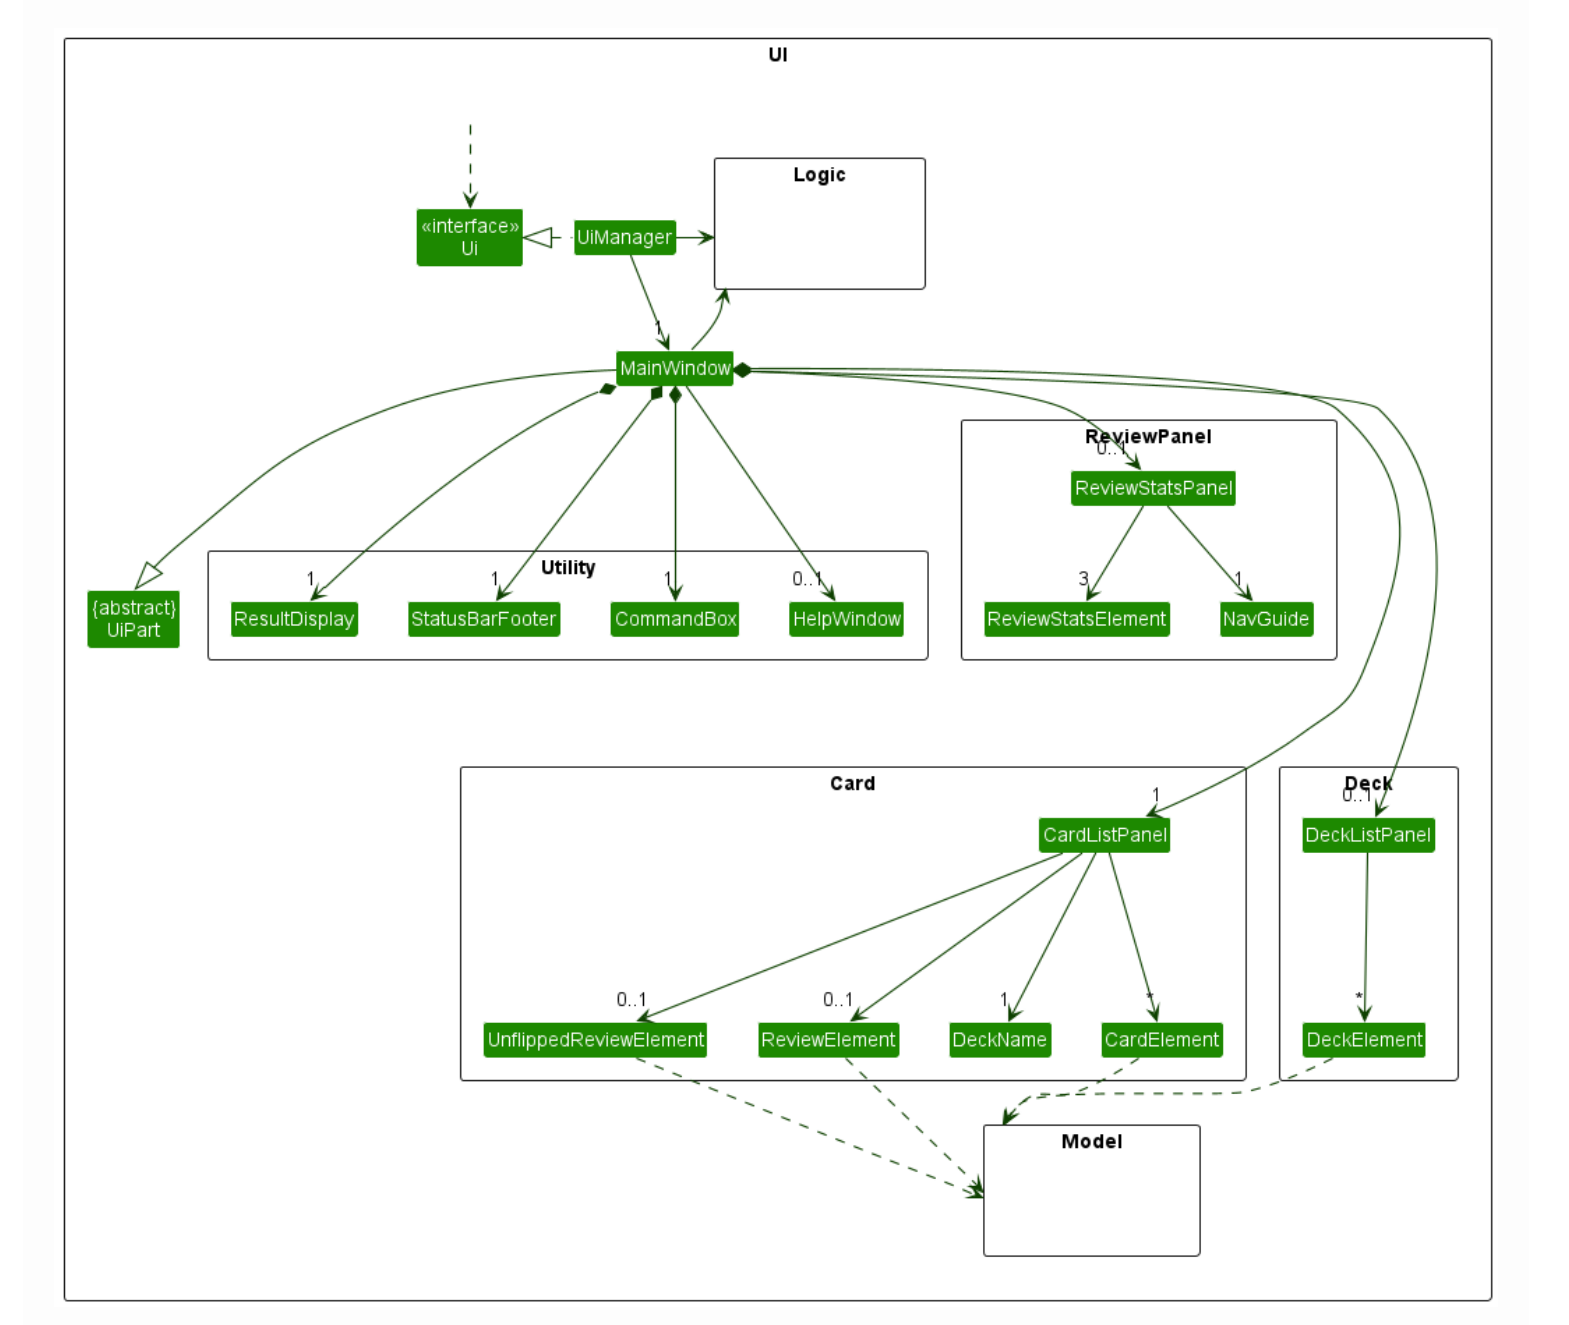 UI
Logic
«interface»
Ui
UiManager
1
MainWindow
ReviewPanel
0..1
ReviewStatsPanel
Utility
1
1
1
0..1
3
1
{abstract}
UiPart
ResultDisplay
StatusBarFooter
CommandBox
HelpWindow
ReviewStatsElement
NavGuide
Card
Deck
1
0..1
CardListPanel
DeckListPanel
0..1
0..1
1
*
*
UnflippedReviewElement
ReviewElement
DeckName
CardElement
DeckElement
Model